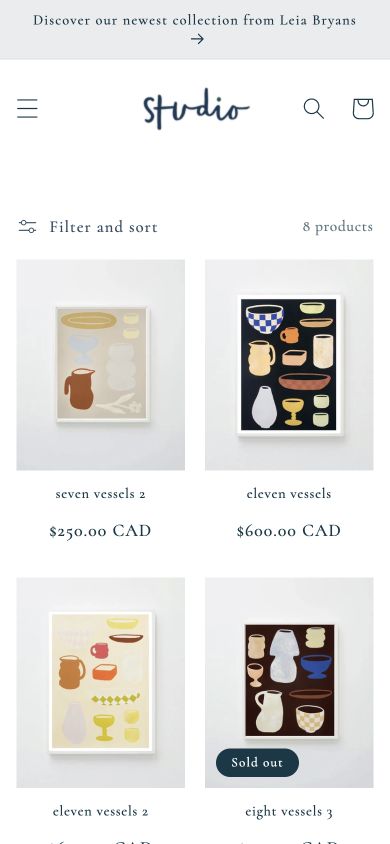 Discover our newest collection from Leia Bryans
→
Studio
Filter and sort
8 products
seven vessels 2
eleven vessels
$250.00 CAD
$600.00 CAD
Sold out
eleven vessels 2
eight vessels 3